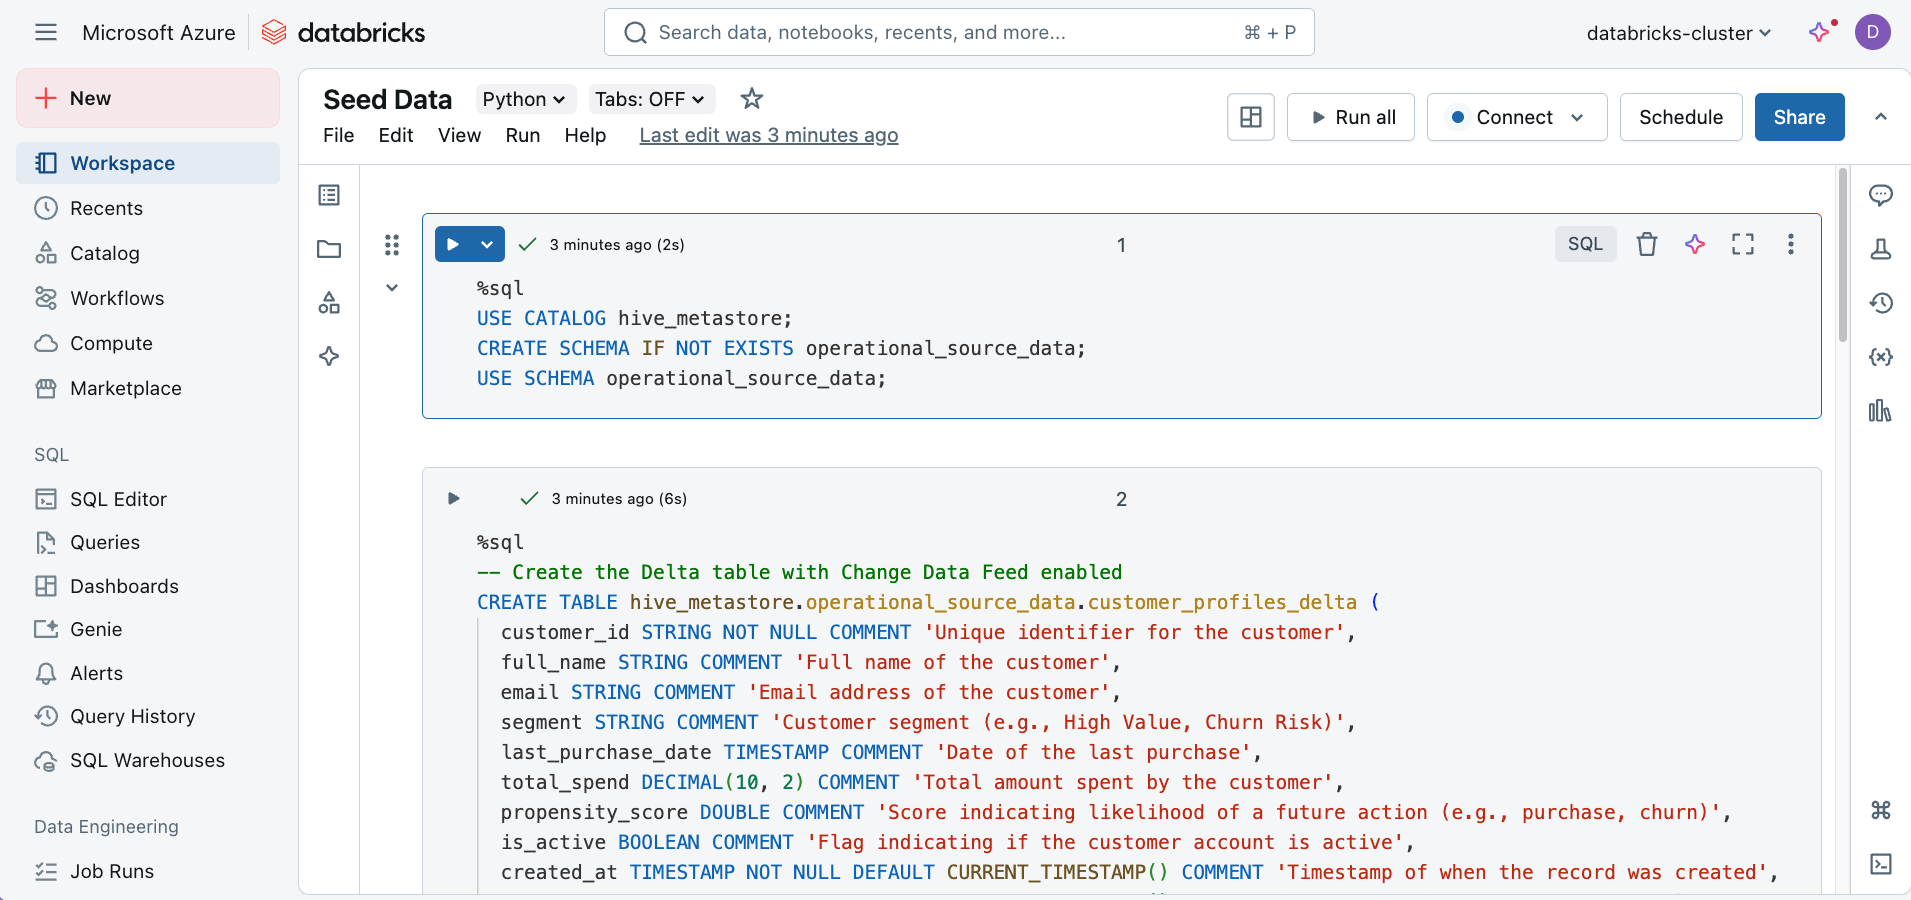 Microsoft Azure databricks
Search data, notebooks, recents, and more... ⌘ + P
databricks-cluster D
New
Workspace
Recents
Catalog
Workflows
Compute
Marketplace
SQL
SQL Editor
Queries
Dashboards
Genie
Alerts
Query History
SQL Warehouses
Data Engineering
Job Runs
Seed Data Python Tabs: OFF
File Edit View Run Help Last edit was 3 minutes ago
Run all Connect Schedule Share
3 minutes ago (2s) 1 SQL
%sql
USE CATALOG hive_metastore;
CREATE SCHEMA IF NOT EXISTS operational_source_data;
USE SCHEMA operational_source_data;
3 minutes ago (6s) 2
%sql
-- Create the Delta table with Change Data Feed enabled
CREATE TABLE hive_metastore.operational_source_data.customer_profiles_delta (
customer_id STRING NOT NULL COMMENT 'Unique identifier for the customer',
full_name STRING COMMENT 'Full name of the customer',
email STRING COMMENT 'Email address of the customer',
segment STRING COMMENT 'Customer segment (e.g., High Value, Churn Risk)',
last_purchase_date TIMESTAMP COMMENT 'Date of the last purchase',
total_spend DECIMAL(10, 2) COMMENT 'Total amount spent by the customer',
propensity_score DOUBLE COMMENT 'Score indicating likelihood of a future action (e.g., purchase, churn)',
is_active BOOLEAN COMMENT 'Flag indicating if the customer account is active',
created_at TIMESTAMP NOT NULL DEFAULT CURRENT_TIMESTAMP() COMMENT 'Timestamp of when the record was created',